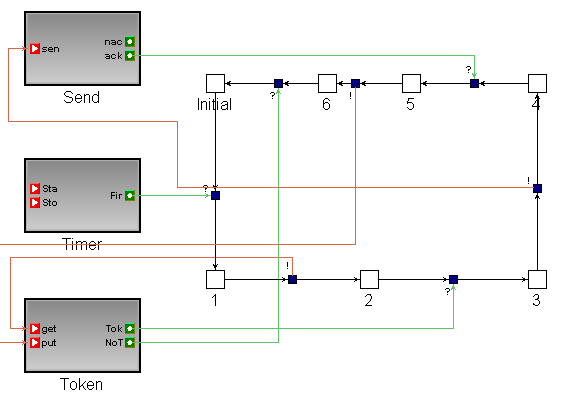 sen
nac
ack
Send
?
Initial
?
6
!
5
4
Sta
Sto
Fir
Timer
?
!
1
!
2
?
3
get
put
Tok
NoT
Token